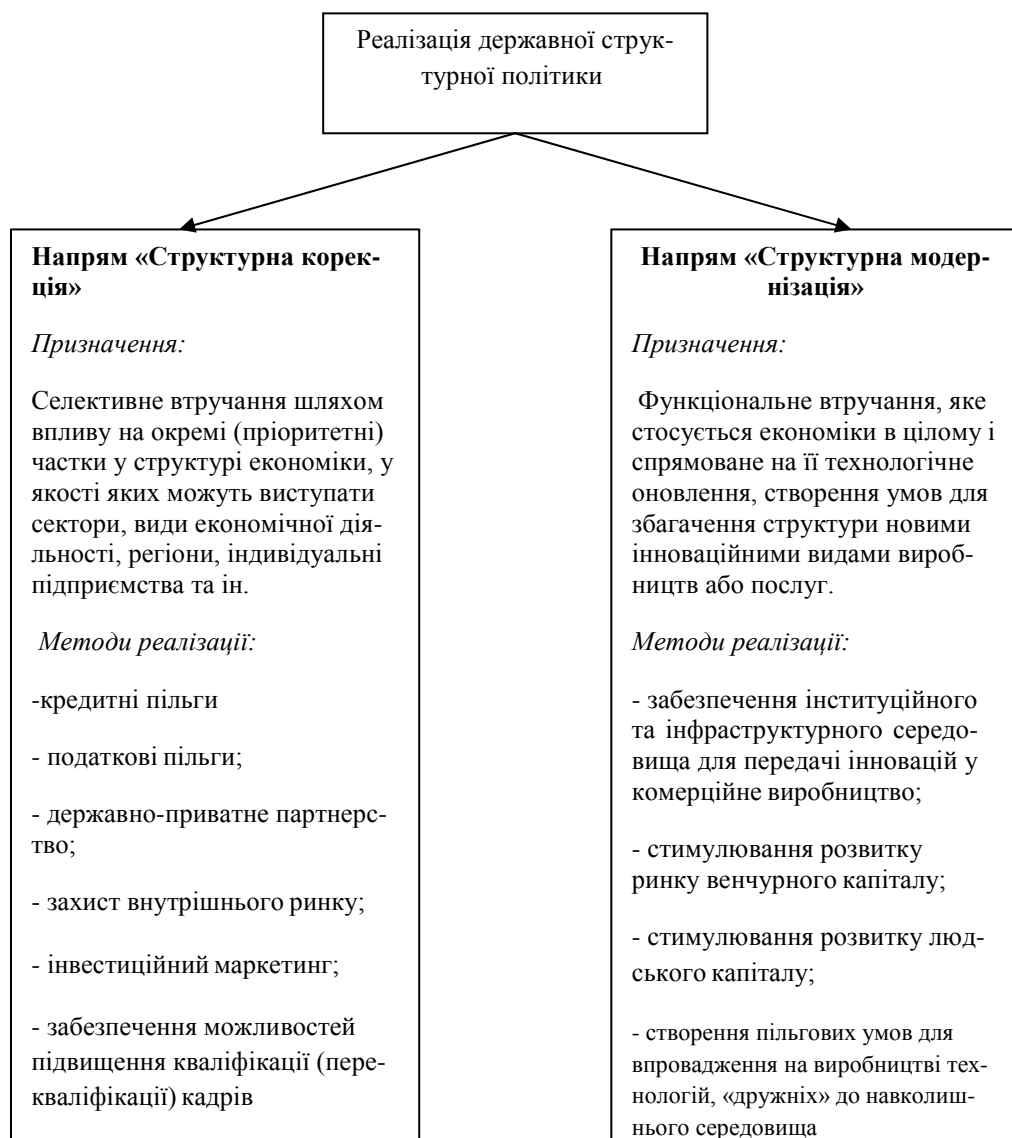 Реалізація державної струк-
турної політики
Напрям «Структурна корек-
ція»
Призначення:
Селективне втручання шляхом
впливу на окремі (пріоритетні)
частки у структурі економіки, у
якості яких можуть виступати
сектори, види економічної дія-
льності, регіони, індивідуальні
підприємства та ін.
Методи реалізації:
-кредитні пільги
- податкові пільги;
- державно-приватне партнерс-
тво;
- захист внутрішнього ринку;
- інвестиційний маркетинг;
- забезпечення можливостей
підвищення кваліфікації (пере-
кваліфікації) кадрів
Напрям «Структурна модер-
нізація»
Призначення:
Функціональне втручання, яке
стосується економіки в цілому і
спрямоване на її технологічне
оновлення, створення умов для
збагачення структури новими
інноваційними видами вироб-
ництв або послуг.
Методи реалізації:
- забезпечення інституційного
та інфраструктурного середо-
вища для передачі інновацій у
комерційне виробництво;
- стимулювання розвитку
ринку венчурного капіталу;
- стимулювання розвитку люд-
ського капіталу;
- створення пільгових умов для
впровадження на виробництві тех-
нологій, «дружніх» до навколиш-
нього середовища